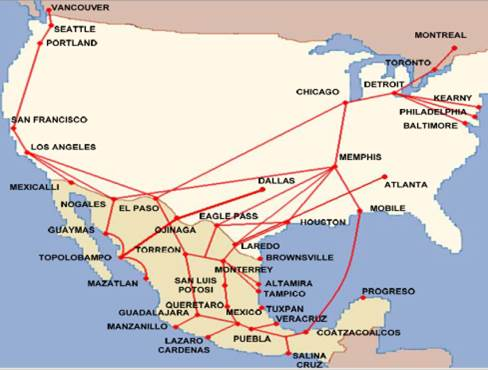 VANCOUVER
SEATTLE
PORTLAND
MONTREAL
TORONTO
DETROIT
CHICAGO
KEARNY
PHILADELPHIA
BALTIMORE
SAN FRANCISCO
LOS ANGELES
MEMPHIS
MEXICALLI
DALLAS
ATLANTA
NOGALES
EL PASO
MOBILE
EAGLE PASS
HOUSTON
GUAYMAS
OJINAGA
LAREDO
TORREON
BROWNSVILLE
TOPOLOBAMPO
MONTERREY
MAZATLAN
SAN LUIS
POTOSI
ALTAMIRA
TAMPICO
PROGRESO
QUERETARO
TUXPAN
GUADALAJARA
MEXICO
VERACRUZ
MANZANILLO
COATZACOALCOS
LAZARO
CARDENAS
PUEBLA
SALINA
CRUZ